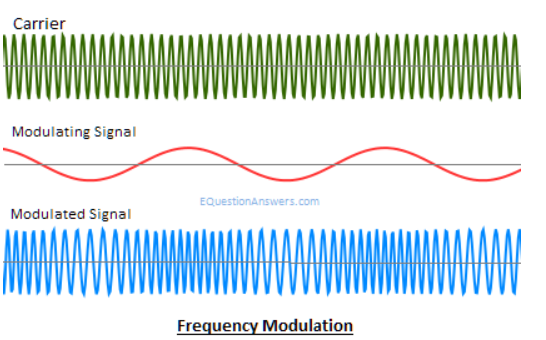 Carrier
Modulating Signal
EQuestionAnswers.com
Modulated Signal
Frequency Modulation